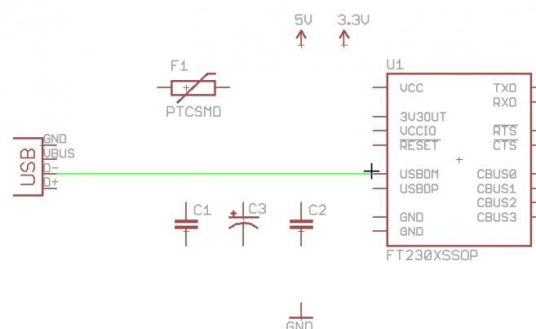 5V
3.3V
F1
PTCSMD
USB
GND
VBUS
D-
D+
C1
C3
C2
GND
U1
VCC
3V3OUT
VCCIO
RESET
USBDM
USBDP
GND
GND
TXD
RXD
RTS
CTS
CBUS0
CBUS1
CBUS2
CBUS3
FT230XSSOP